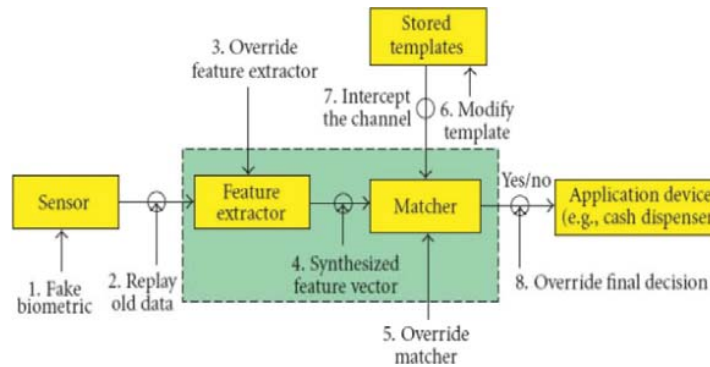 Stored
templates
3. Override
feature extractor
7. Intercept
the channel
6. Modify
template
Sensor
Feature
extractor
Matcher
Yes/no
Application device
(e.g., cash dispenser
1. Fake
biometric
2. Replay
old data
4. Synthesized
feature vector
8. Override final decision
5. Override
matcher